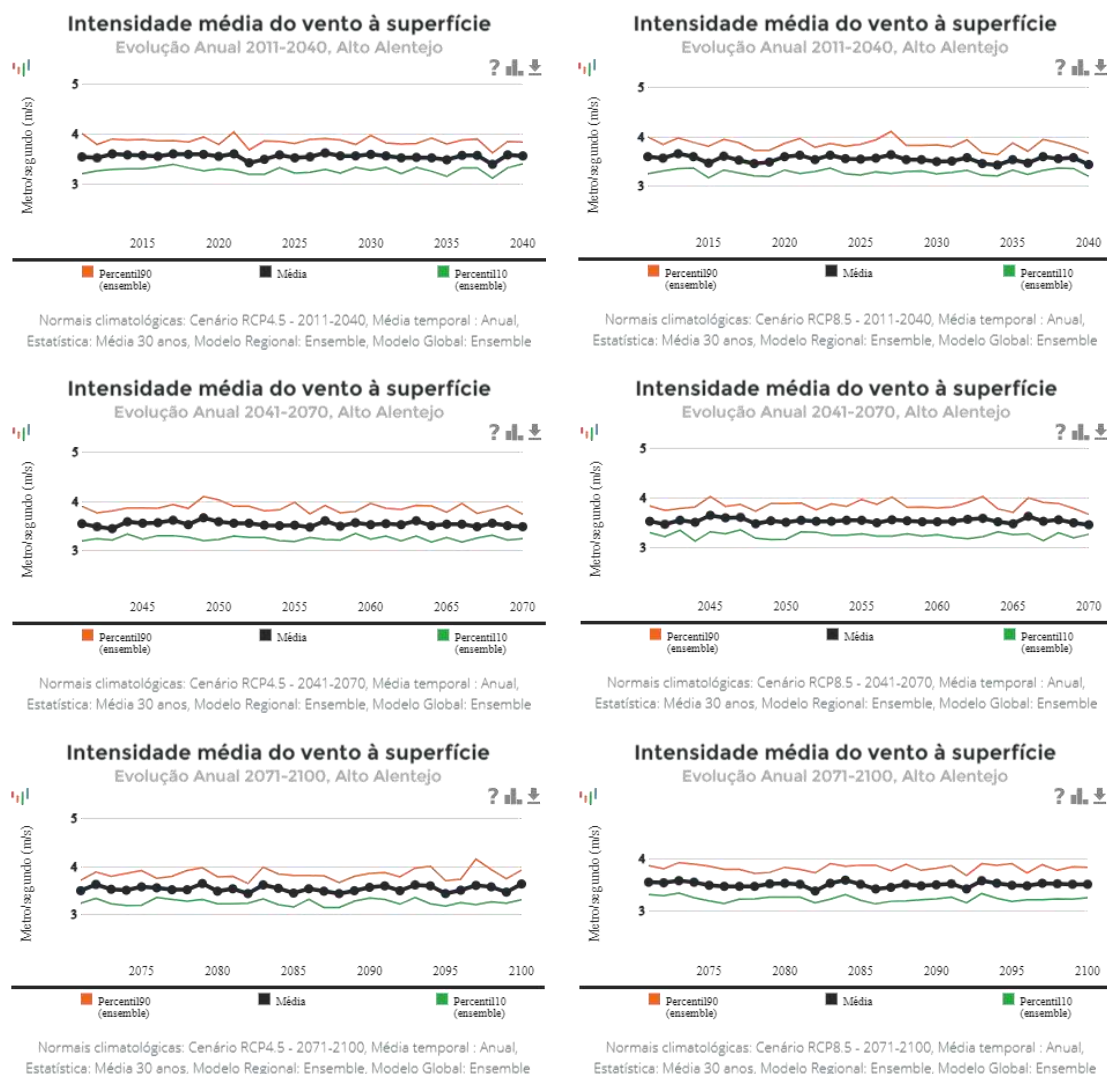 Intensidade média do vento à superfície
Evolução Anual 2011-2040, Alto Alentejo
?
Metro/segundo (m/s)
5
4
3
2015 2020 2025 2030 2035 2040
Percentil90 (ensemble) Média Percentil10 (ensemble)
Normais climatológicas: Cenário RCP4.5 - 2011-2040, Média temporal : Anual,
Estatística: Média 30 anos, Modelo Regional: Ensemble, Modelo Global: Ensemble
Intensidade média do vento à superfície
Evolução Anual 2011-2040, Alto Alentejo
?
Metro/segundo (m/s)
5
4
3
2015 2020 2025 2030 2035 2040
Percentil90 (ensemble) Média Percentil10 (ensemble)
Normais climatológicas: Cenário RCP8.5 - 2011-2040, Média temporal : Anual,
Estatística: Média 30 anos, Modelo Regional: Ensemble, Modelo Global: Ensemble
Intensidade média do vento à superfície
Evolução Anual 2041-2070, Alto Alentejo
?
Metro/segundo (m/s)
5
4
3
2045 2050 2055 2060 2065 2070
Percentil90 (ensemble) Média Percentil10 (ensemble)
Normais climatológicas: Cenário RCP4.5 - 2041-2070, Média temporal : Anual,
Estatística: Média 30 anos, Modelo Regional: Ensemble, Modelo Global: Ensemble
Intensidade média do vento à superfície
Evolução Anual 2041-2070, Alto Alentejo
?
Metro/segundo (m/s)
5
4
3
2045 2050 2055 2060 2065 2070
Percentil90 (ensemble) Média Percentil10 (ensemble)
Normais climatológicas: Cenário RCP8.5 - 2041-2070, Média temporal : Anual,
Estatística: Média 30 anos, Modelo Regional: Ensemble, Modelo Global: Ensemble
Intensidade média do vento à superfície
Evolução Anual 2071-2100, Alto Alentejo
?
Metro/segundo (m/s)
5
4
3
2075 2080 2085 2090 2095 2100
Percentil90 (ensemble) Média Percentil10 (ensemble)
Normais climatológicas: Cenário RCP4.5 - 2071-2100, Média temporal : Anual,
Estatística: Média 30 anos, Modelo Regional: Ensemble, Modelo Global: Ensemble
Intensidade média do vento à superfície
Evolução Anual 2071-2100, Alto Alentejo
?
Metro/segundo (m/s)
4
3
2075 2080 2085 2090 2095 2100
Percentil90 (ensemble) Média Percentil10 (ensemble)
Normais climatológicas: Cenário RCP8.5 - 2071-2100, Média temporal : Anual,
Estatística: Média 30 anos, Modelo Regional: Ensemble, Modelo Global: Ensemble